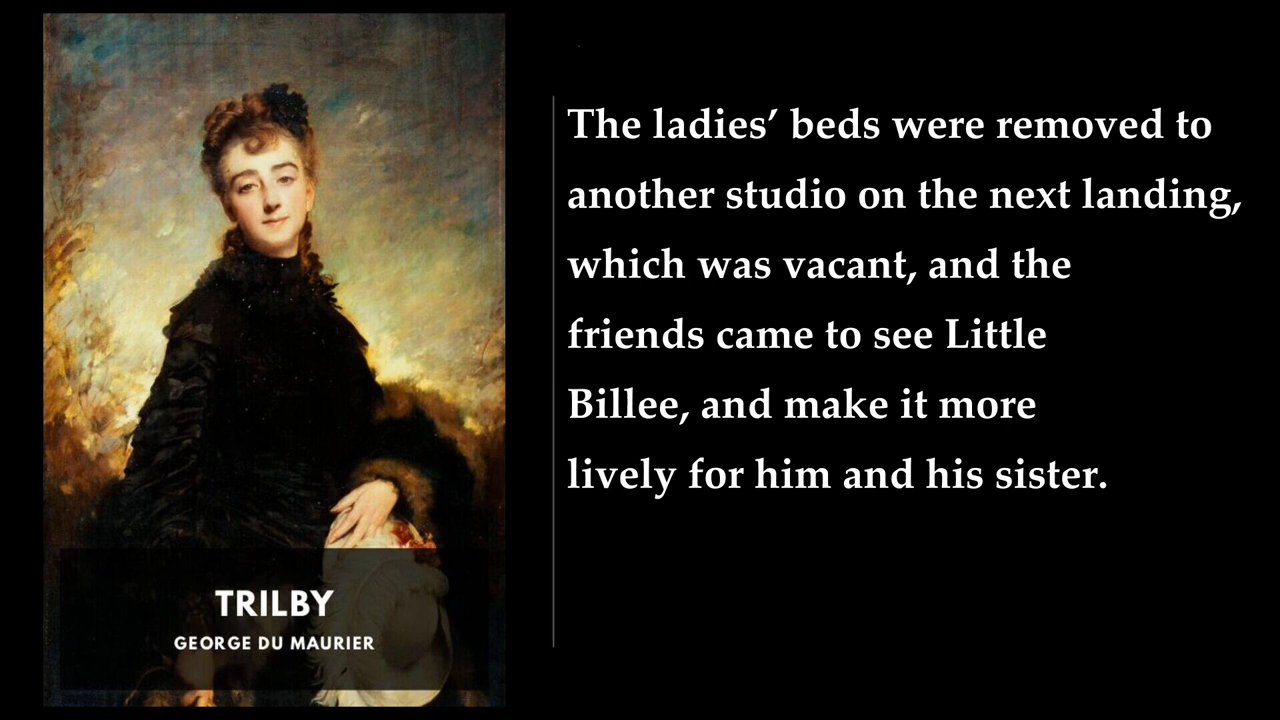 The ladies’ beds were removed to
another studio on the next landing,
which was vacant, and the
friends came to see Little
Billee, and make it more
lively for him and his sister.
TRILBY
GEORGE DU MAURIER